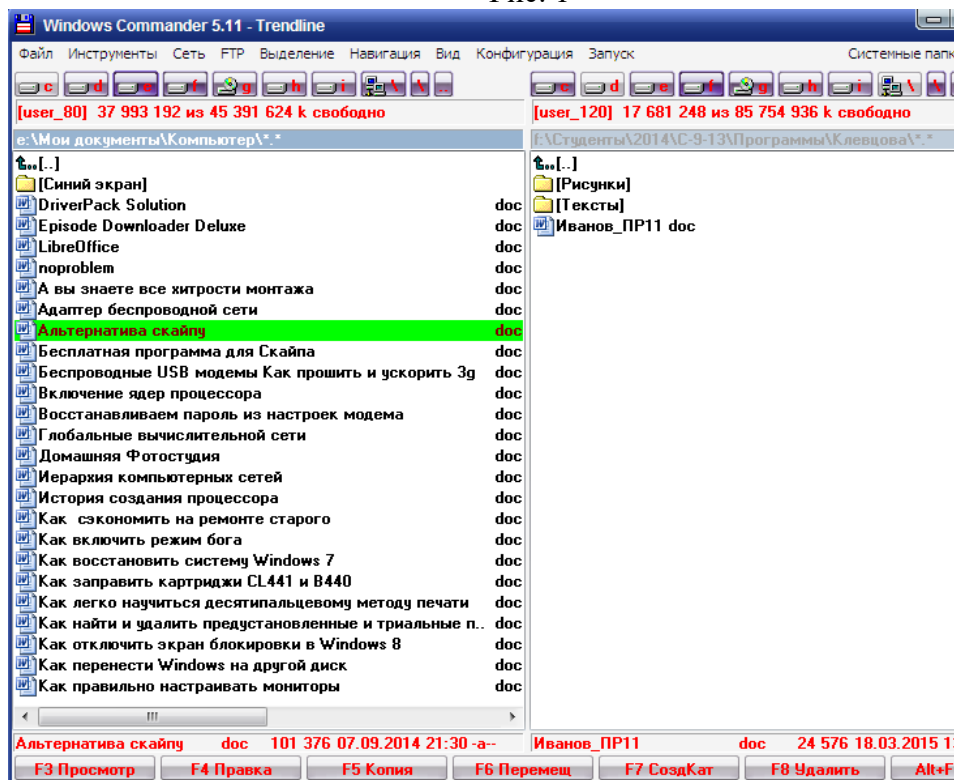 Windows Commander 5.11 - Trendline
Файл Инструменты Сеть FTP Выделение Навигация Вид Конфигурация Запуск Системные
c d e f g h i \ \ .. c d e f g h i \ \
[user_80] 37 993 192 из 45 391 624 k свободно [user_120] 17 681 248 из 85 754 936 k свободно
e:\Мои документы\Компьютер\*.* f:\Студенты\2014\С-9-13\Программы\Клевцова\*.*
[..] [..]
[Синий экран] [Рисунки]
DriverPack Solution doc [Тексты]
Episode Downloader Deluxe doc Иванов_ПР11 doc
LibreOffice doc
noproblem doc
А вы знаете все хитрости монтажа doc
Адаптер беспроводной сети doc
Альтернатива скайпу doc
Бесплатная программа для Скайпа doc
Беспроводные USB модемы Как прошить и ускорить 3g doc
Включение ядер процессора doc
Восстанавливаем пароль из настроек модема doc
Глобальные вычислительной сети doc
Домашняя Фотостудия doc
Иерархия компьютерных сетей doc
История создания процессора doc
Как сэкономить на ремонте старого doc
Как включить режим бога doc
Как восстановить систему Windows 7 doc
Как заправить картриджи CL441 и B440 doc
Как легко научиться десятипальцевому методу печати doc
Как найти и удалить предустановленные и триальные п.. doc
Как отключить экран блокировки в Windows 8 doc
Как перенести Windows на другой диск doc
Как правильно настраивать мониторы doc
Альтернатива скайпу doc 101 376 07.09.2014 21:30 -a-- Иванов_ПР11 doc 24 576 18.03.2015
F3 Просмотр F4 Правка F5 Копия F6 Перемещ F7 СоздКат F8 Удалить Alt+F